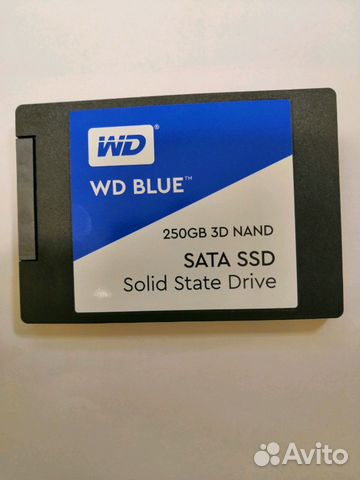 WD®
WD BLUE™
250GB 3D NAND
SATA SSD
Solid State Drive
Avito